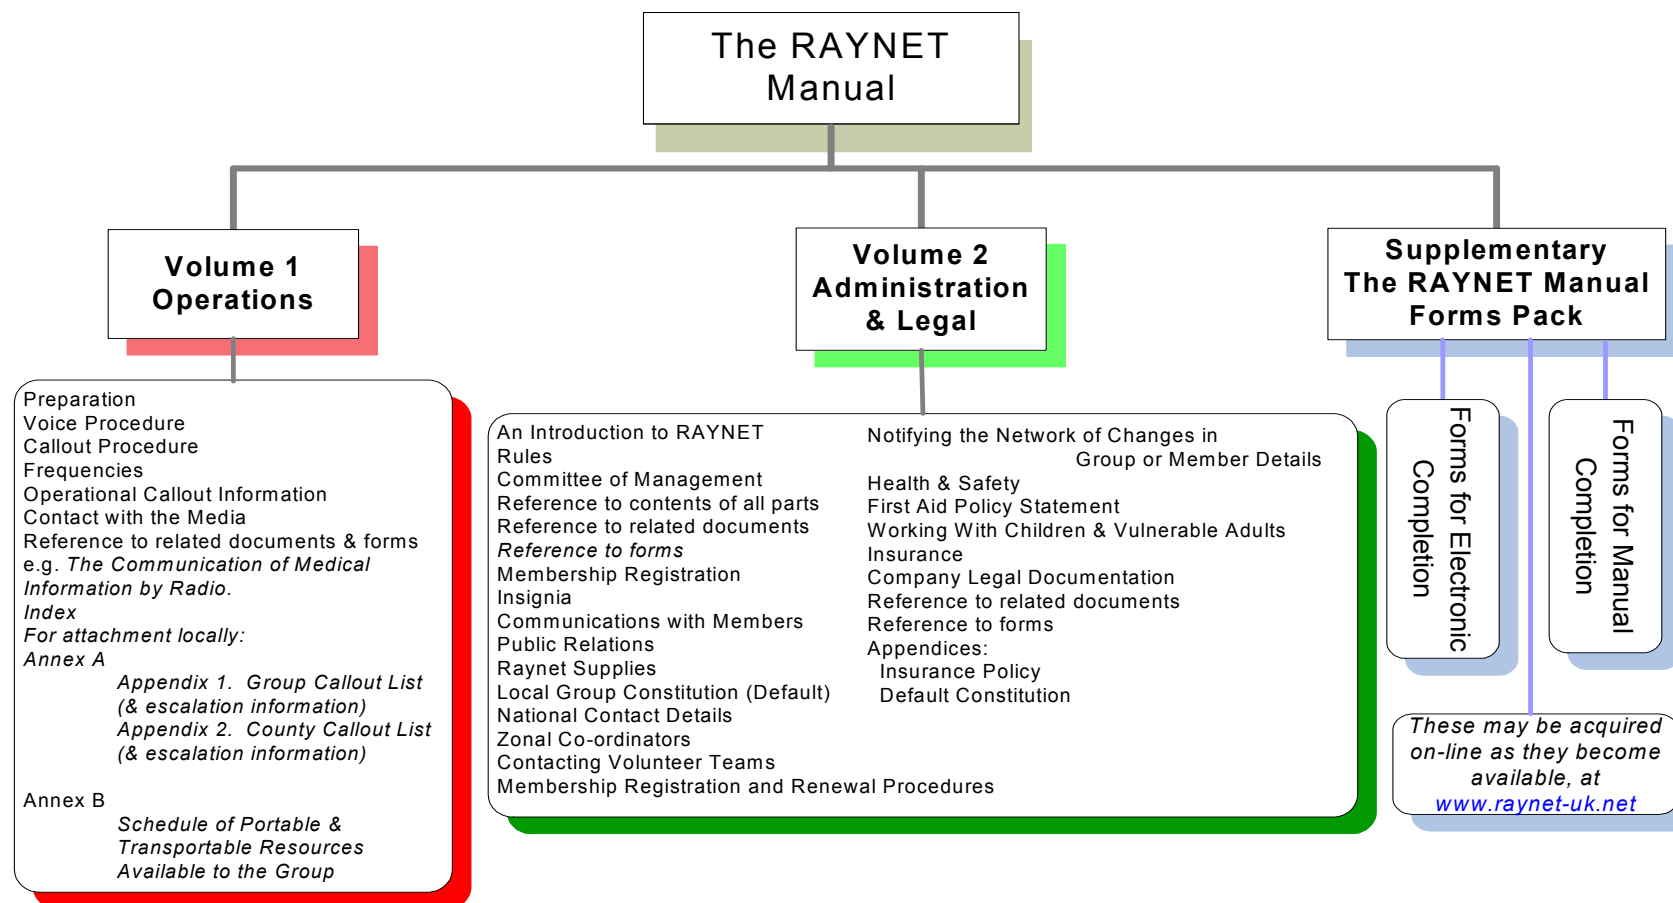 The RAYNET
Manual
Volume 1
Operations
Volume 2
Administration
& Legal
Supplementary
The RAYNET Manual
Forms Pack
Preparation
Voice Procedure
Callout Procedure
Frequencies
Operational Callout Information
Contact with the Media
Reference to related documents & forms
e.g. The Communication of Medical
Information by Radio.
Index
For attachment locally:
Annex A
Appendix 1. Group Callout List
(& escalation information)
Appendix 2. County Callout List
(& escalation information)
Annex B
Schedule of Portable &
Transportable Resources
Available to the Group
An Introduction to RAYNET
Rules
Committee of Management
Reference to contents of all parts
Reference to related documents
Reference to forms
Membership Registration
Insignia
Communications with Members
Public Relations
Raynet Supplies
Local Group Constitution (Default)
National Contact Details
Zonal Co-ordinators
Contacting Volunteer Teams
Membership Registration and Renewal Procedures
Notifying the Network of Changes in
Group or Member Details
Health & Safety
First Aid Policy Statement
Working With Children & Vulnerable Adults
Insurance
Company Legal Documentation
Reference to related documents
Reference to forms
Appendices:
Insurance Policy
Default Constitution
Forms for Electronic
Completion
Forms for Manual
Completion
These may be acquired
on-line as they become
available, at
www.raynet-uk.net